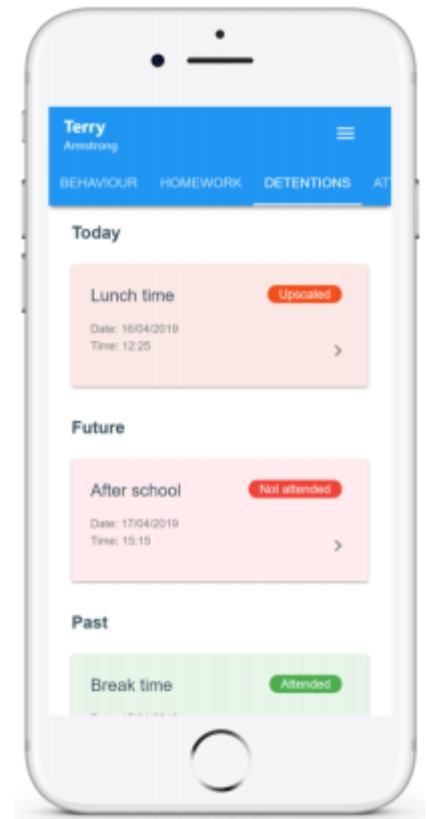 Terry
Armstrong
BEHAVIOUR HOMEWORK DETENTIONS AT
Today
Lunch time Upscaled
Date: 16/04/2019
Time: 12:25
Future
After school Not attended
Date: 17/04/2019
Time: 15:15
Past
Break time Attended